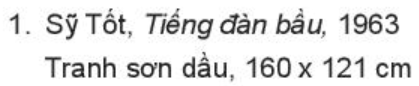 1. Sỹ Tốt, Tiếng đàn bầu, 1963
Tranh sơn dầu, 160 x 121 cm